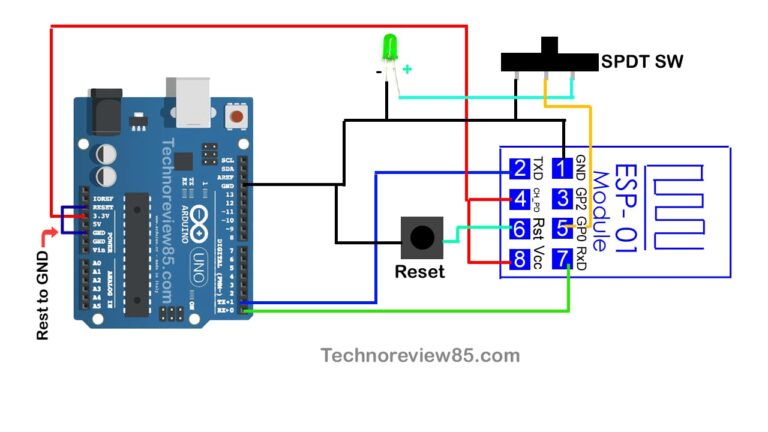 SPDT SW
-
+
Technoreview85.com
SCL
SDA
AREF
GND
13
12
~11
~10
~9
8
IOREF
RESET
3.3V
5V
GND
GND
Vin
POWER
A0
A1
A2
A3
A4
A5
ANALOG IN
TX
RX
L
ARDUINO
UNO
ON
DIGITAL (PWM~)
7
~6
~5
4
~3
2
TX→1
RX←0
Rest to GND
Reset
2
TXD
1
GND
4
CH_PD
3
GP2
6
Rst
5
GP0
8
Vcc
7
RxD
ESP-01
Module
Technoreview85.com